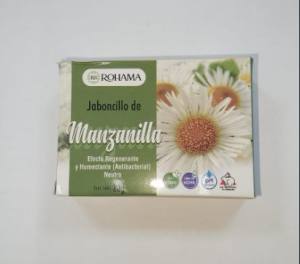 ROHAMA
Jaboncillo de
Manzanilla
Efecto Regenerante
y Humectante (Antibacterial)
Neutro